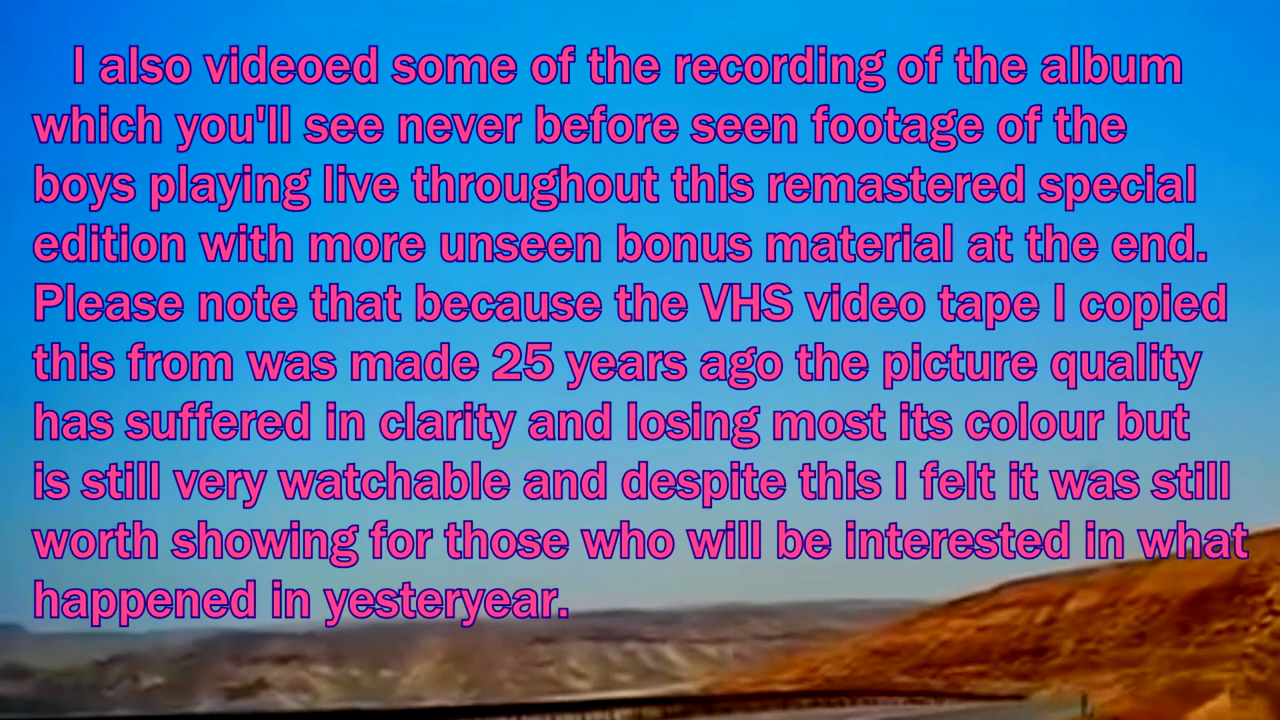 I also videoed some of the recording of the album
which you'll see never before seen footage of the
boys playing live throughout this remastered special
edition with more unseen bonus material at the end.
Please note that because the VHS video tape I copied
this from was made 25 years ago the picture quality
has suffered in clarity and losing most its colour but
is still very watchable and despite this I felt it was still
worth showing for those who will be interested in what
happened in yesteryear.